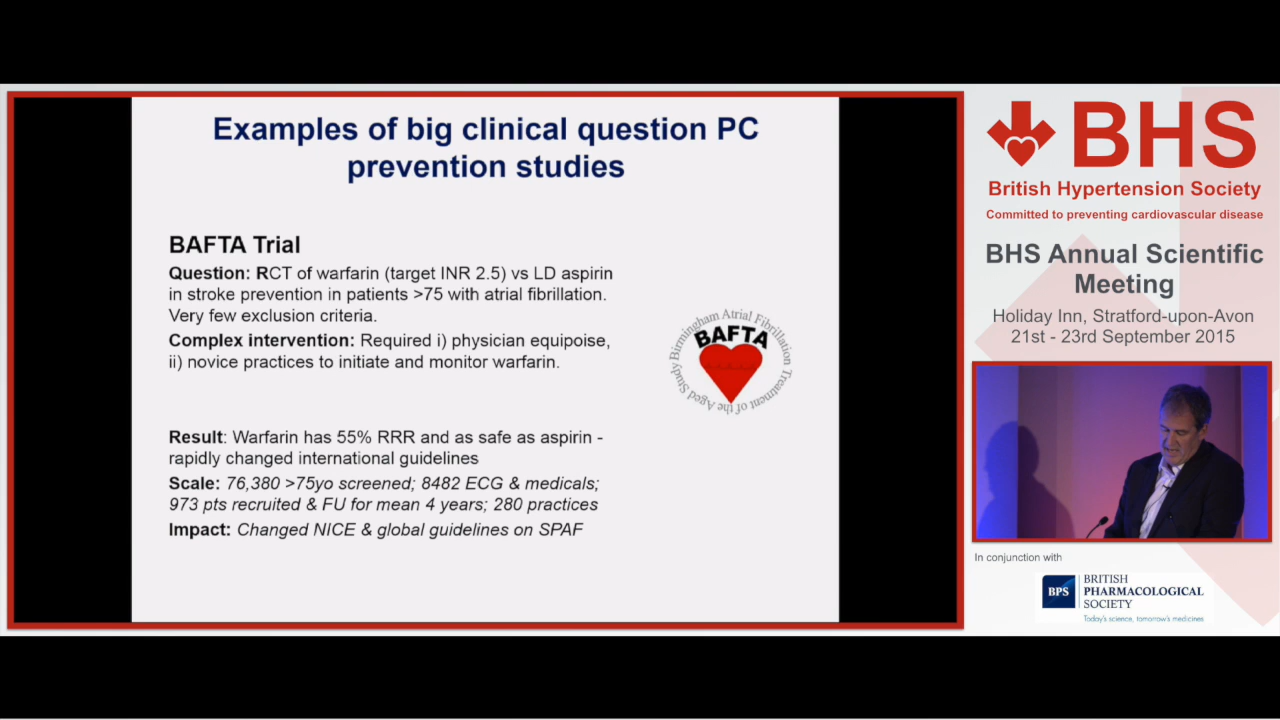 Examples of big clinical question PC
prevention studies
BAFTA Trial
Question: RCT of warfarin (target INR 2.5) vs LD aspirin
in stroke prevention in patients >75 with atrial fibrillation.
Very few exclusion criteria.
Complex intervention: Required i) physician equipoise,
ii) novice practices to initiate and monitor warfarin.
Birmingham Atrial Fibrillation Treatment of the Aged Study
BAFTA
Result: Warfarin has 55% RRR and as safe as aspirin -
rapidly changed international guidelines
Scale: 76,380 >75yo screened; 8482 ECG & medicals;
973 pts recruited & FU for mean 4 years; 280 practices
Impact: Changed NICE & global guidelines on SPAF
BHS
British Hypertension Society
Committed to preventing cardiovascular disease
BHS Annual Scientific
Meeting
Holiday Inn, Stratford-upon-Avon
21st - 23rd September 2015
In conjunction with
BPS
BRITISH
PHARMACOLOGICAL
SOCIETY
Today's science, tomorrow's medicines